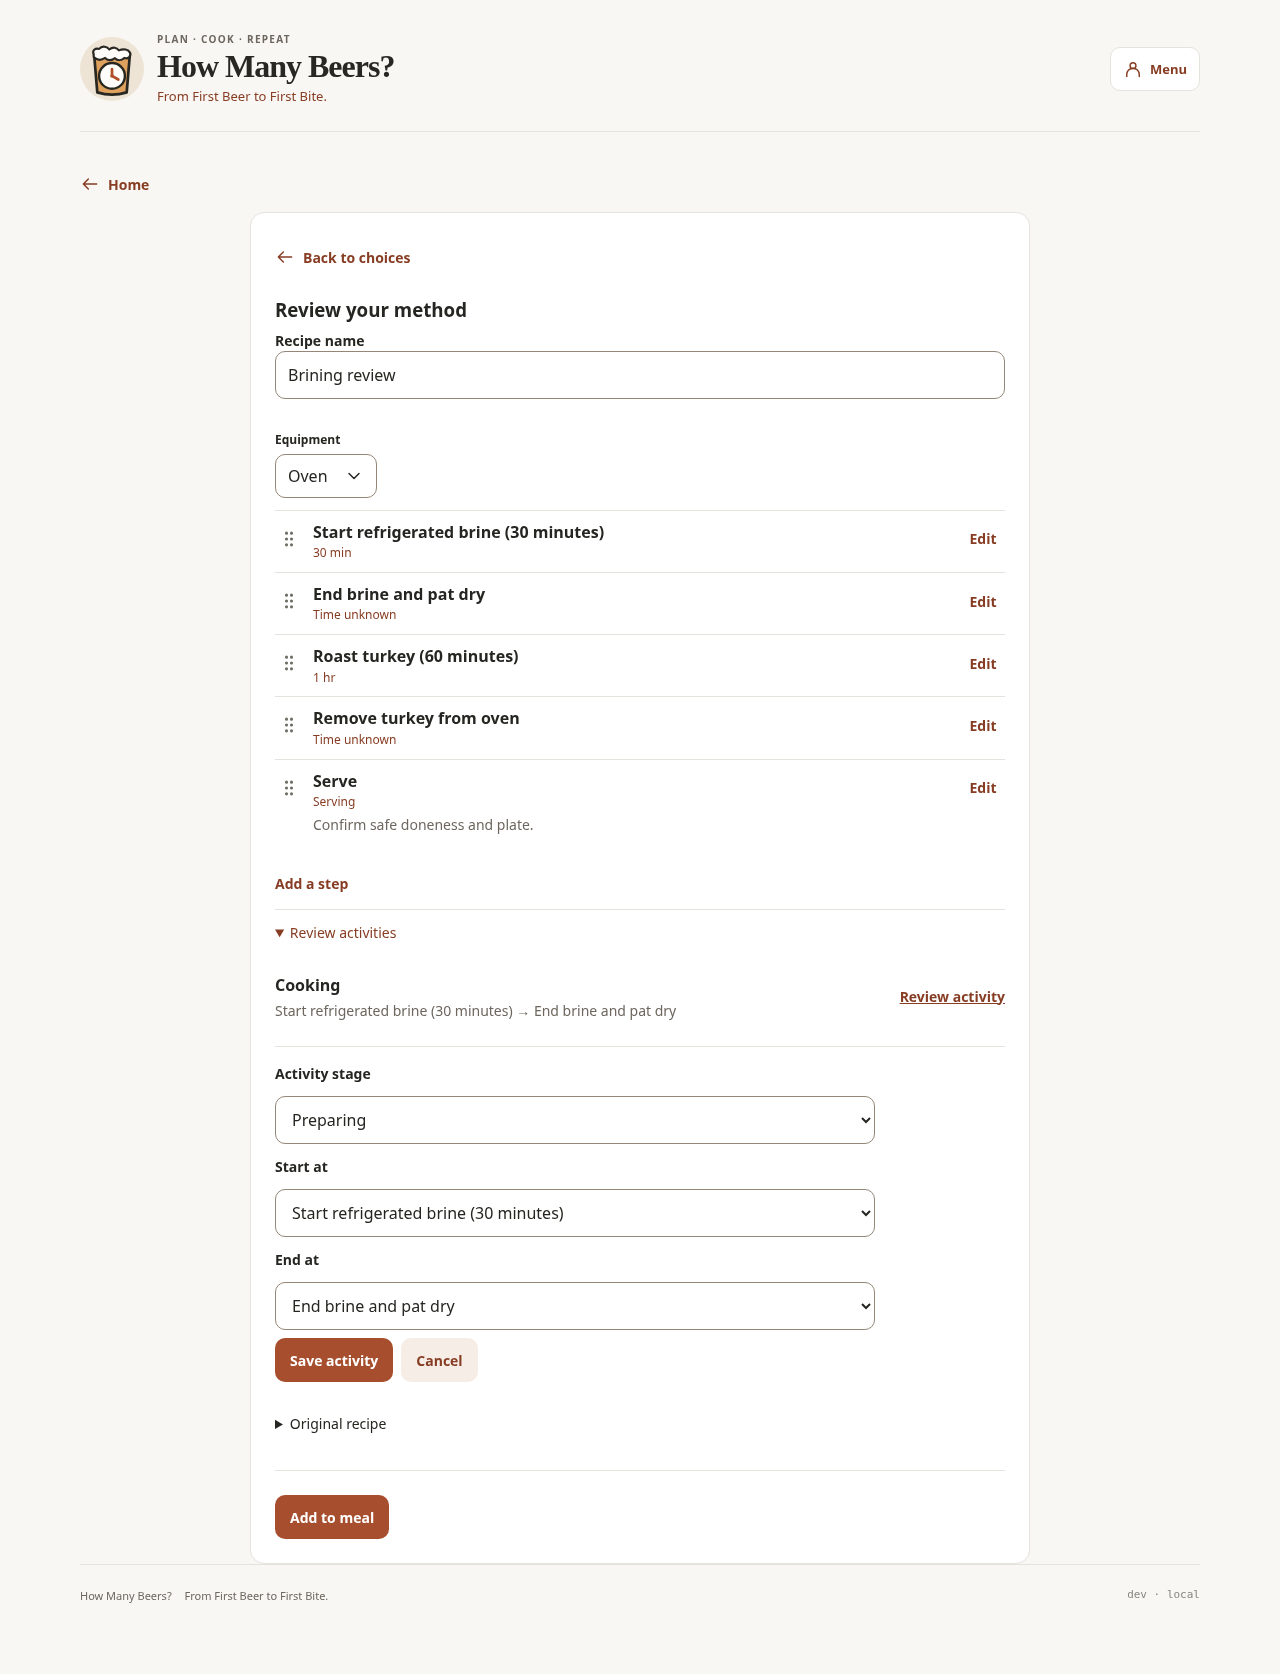 PLAN · COOK · REPEAT
How Many Beers?
From First Beer to First Bite.
Menu
Home
Back to choices
Review your method
Recipe name
Brining review
Equipment
Oven
Start refrigerated brine (30 minutes)
30 min
Edit
End brine and pat dry
Time unknown
Edit
Roast turkey (60 minutes)
1 hr
Edit
Remove turkey from oven
Time unknown
Edit
Serve
Serving
Confirm safe doneness and plate.
Edit
Add a step
Review activities
Cooking
Start refrigerated brine (30 minutes) → End brine and pat dry
Review activity
Activity stage
Preparing
Start at
Start refrigerated brine (30 minutes)
End at
End brine and pat dry
Save activity Cancel
Original recipe
Add to meal
How Many Beers? From First Beer to First Bite.
dev · local